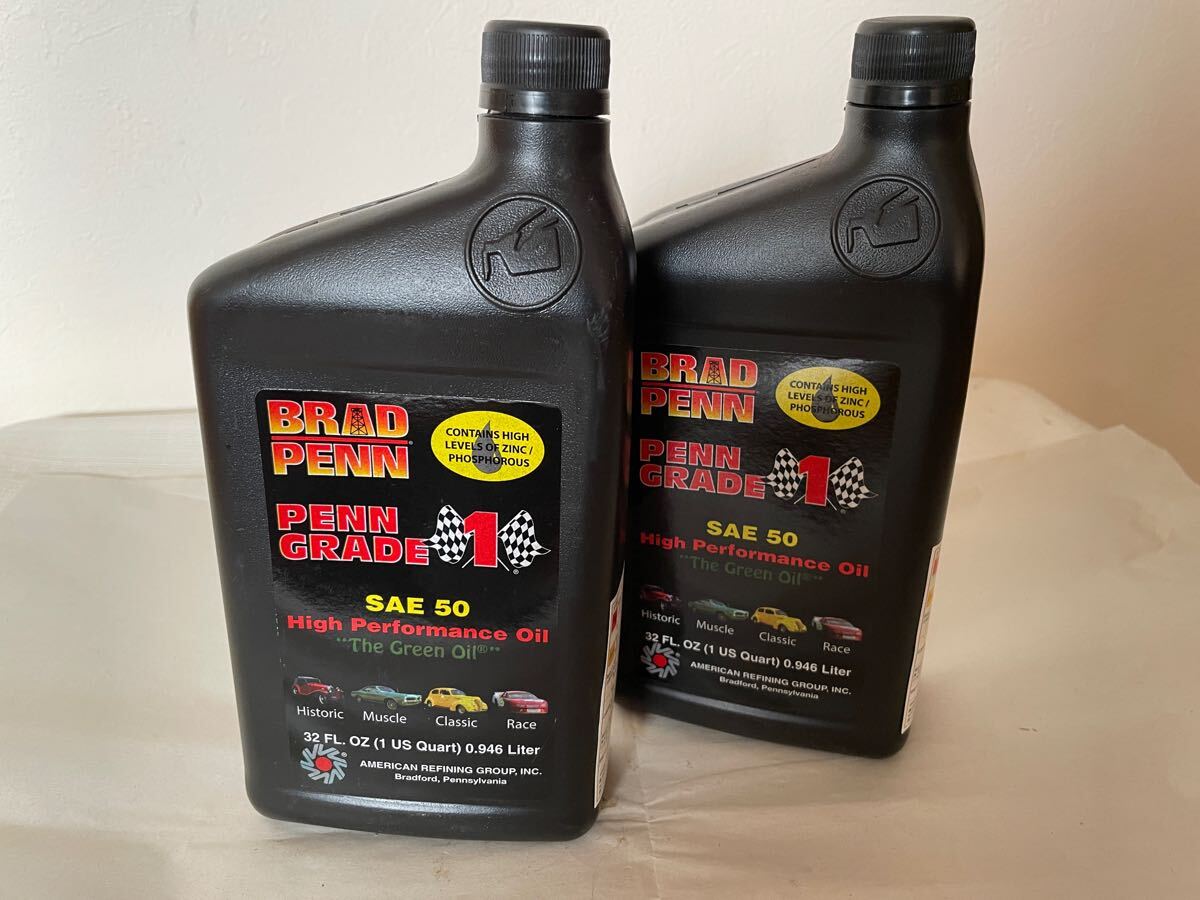 BRAD
PENN®
CONTAINS HIGH
LEVELS OF ZINC /
PHOSPHOROUS
PENN
GRADE 1®
SAE 50
High Performance Oil
"The Green Oil®"
Historic Muscle Classic Race
32 FL. OZ (1 US Quart) 0.946 Liter
AMERICAN REFINING GROUP, INC.
Bradford, Pennsylvania
BRAD
PENN
CONTAINS HIGH
LEVELS OF ZINC /
PHOSPHOROUS
PENN
GRADE 1®
SAE 50
High Performance Oil
"The Green Oil®"
Historic Muscle Classic Race
32 FL. OZ (1 US Quart) 0.946 Liter
AMERICAN REFINING GROUP, INC.
Bradford, Pennsylvania